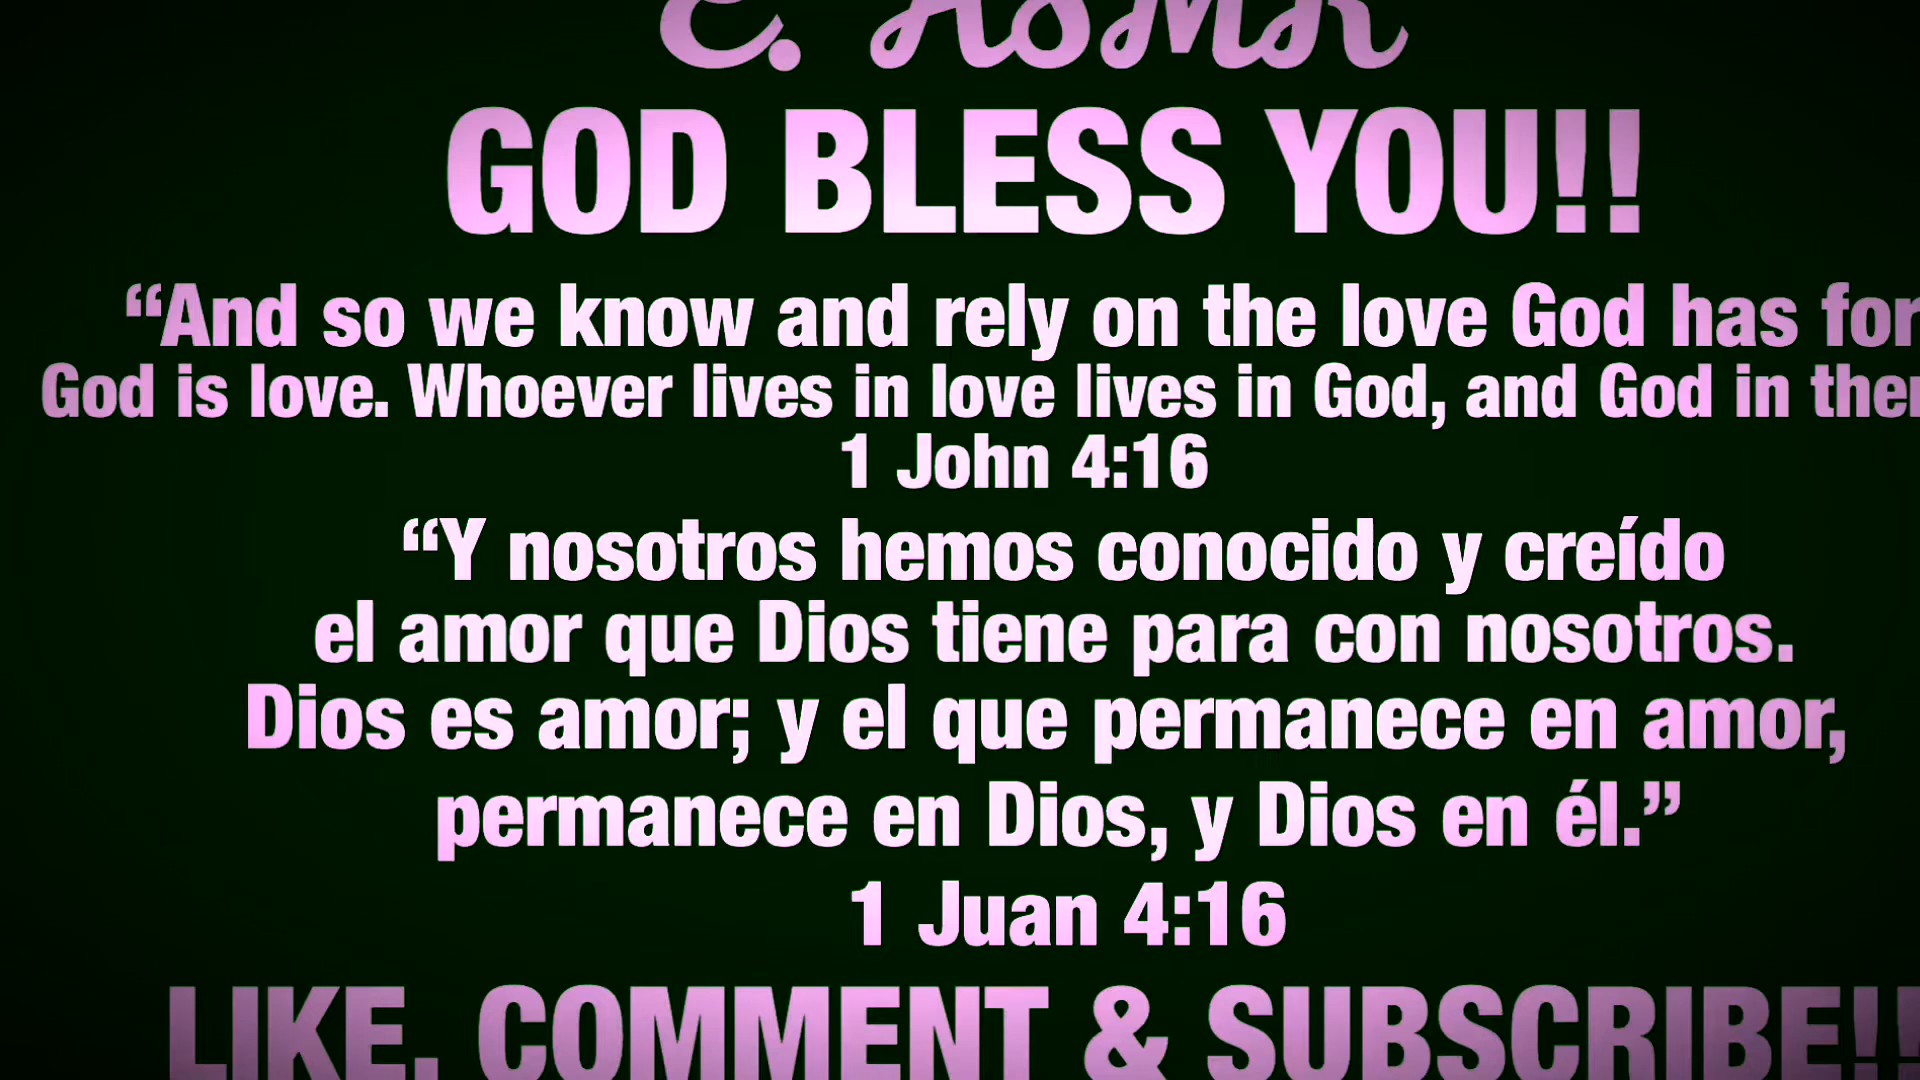 GOD BLESS YOU!!
“And so we know and rely on the love God has for
God is love. Whoever lives in love lives in God, and God in
1 John 4:16
“Y nosotros hemos conocido y creído
el amor que Dios tiene para con nosotros.
Dios es amor; y el que permanece en amor,
permanece en Dios, y Dios en él.”
1 Juan 4:16
LIKE, COMMENT & SUBSCRIBE!!